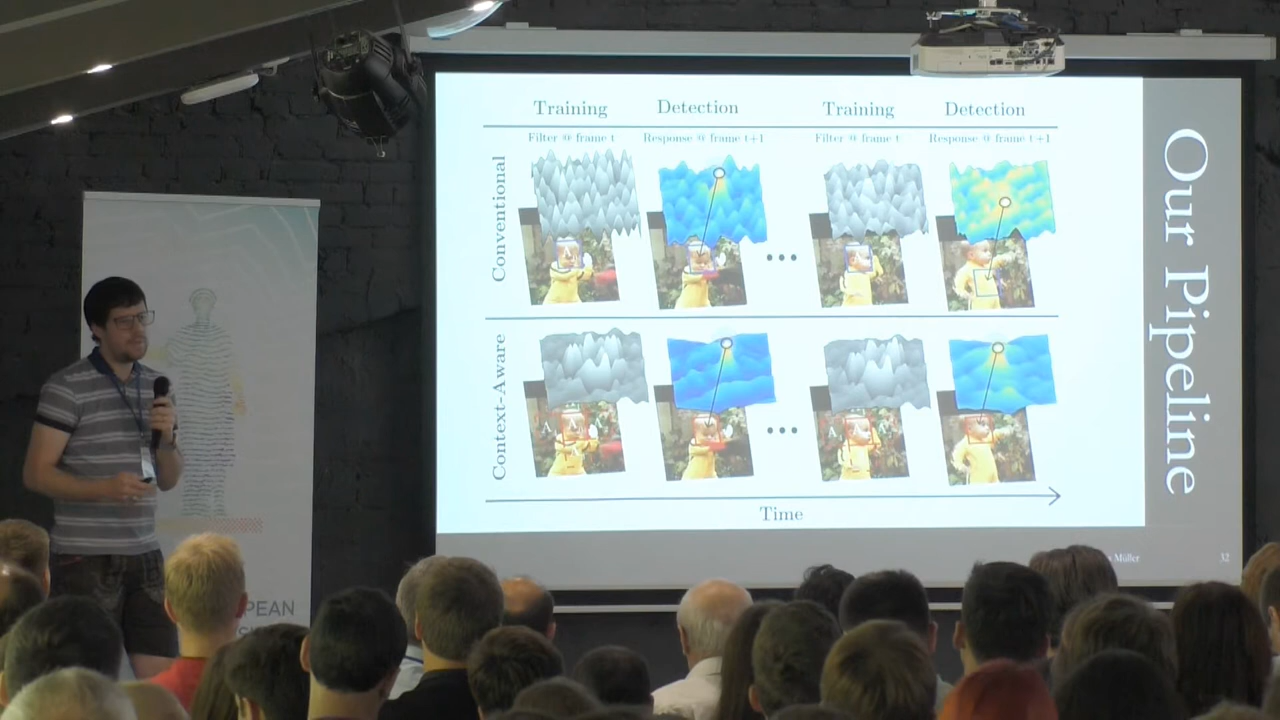 Training Detection Training Detection
Filter @ frame t Response @ frame t+1 Filter @ frame t Response @ frame t+1
Conventional
Context-Aware
Time
Our Pipeline
Müller
32
PEAN